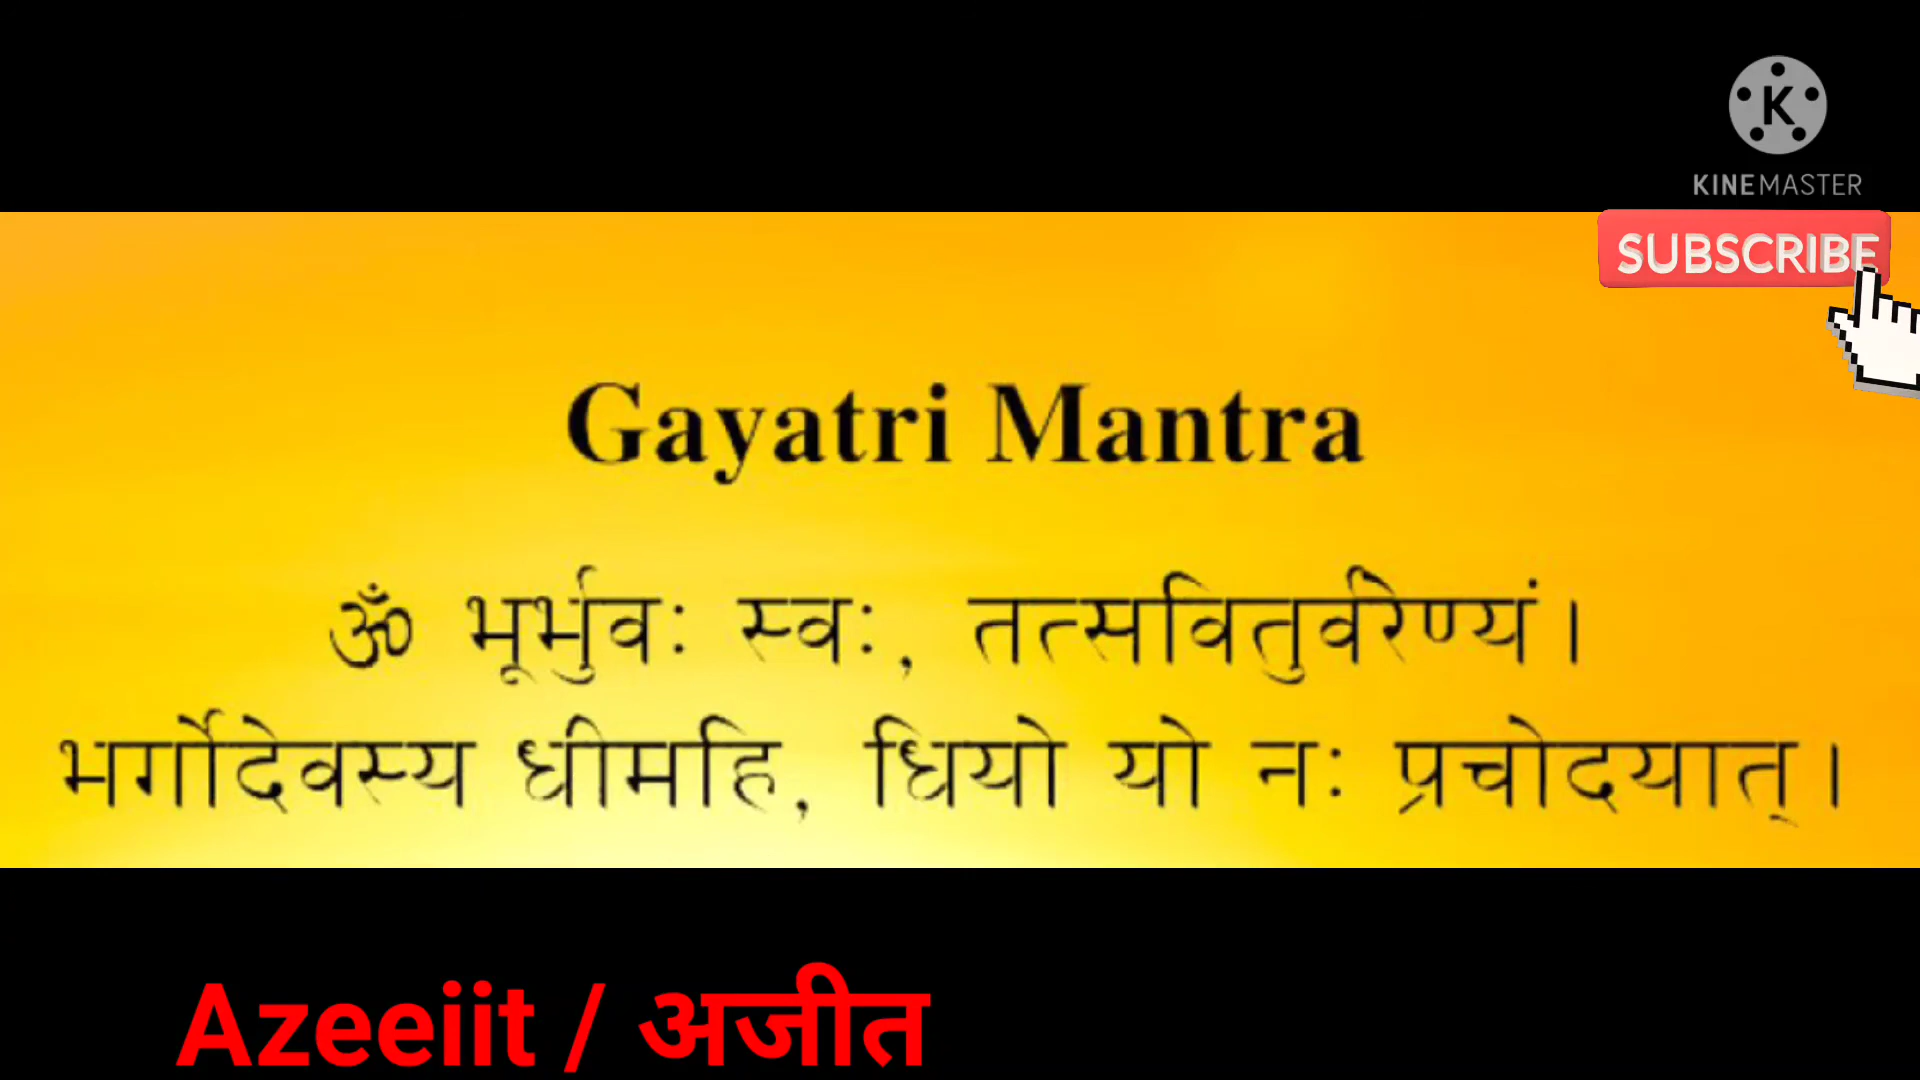 KINEMASTER
SUBSCRIBE
Gayatri Mantra
ॐ भूर्भुवः स्वः, तत्सवितुर्वरेण्यं।
भर्गोदेवस्य धीमहि, धियो यो नः प्रचोदयात्।
Azeeiit / अजीत